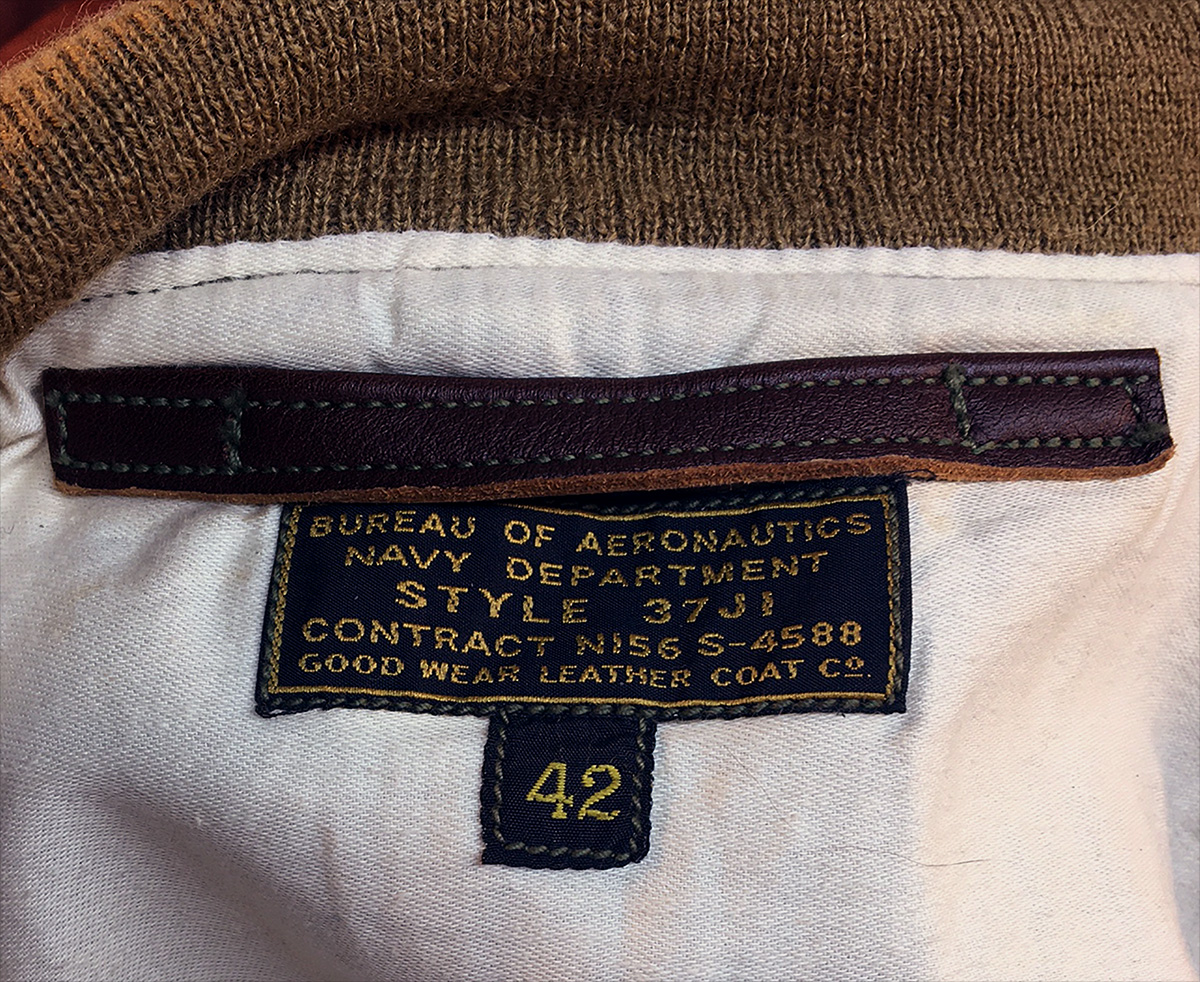 BUREAU OF AERONAUTICS
NAVY DEPARTMENT
STYLE 37J1
CONTRACT N156 S-4588
GOOD WEAR LEATHER COAT Co.
42